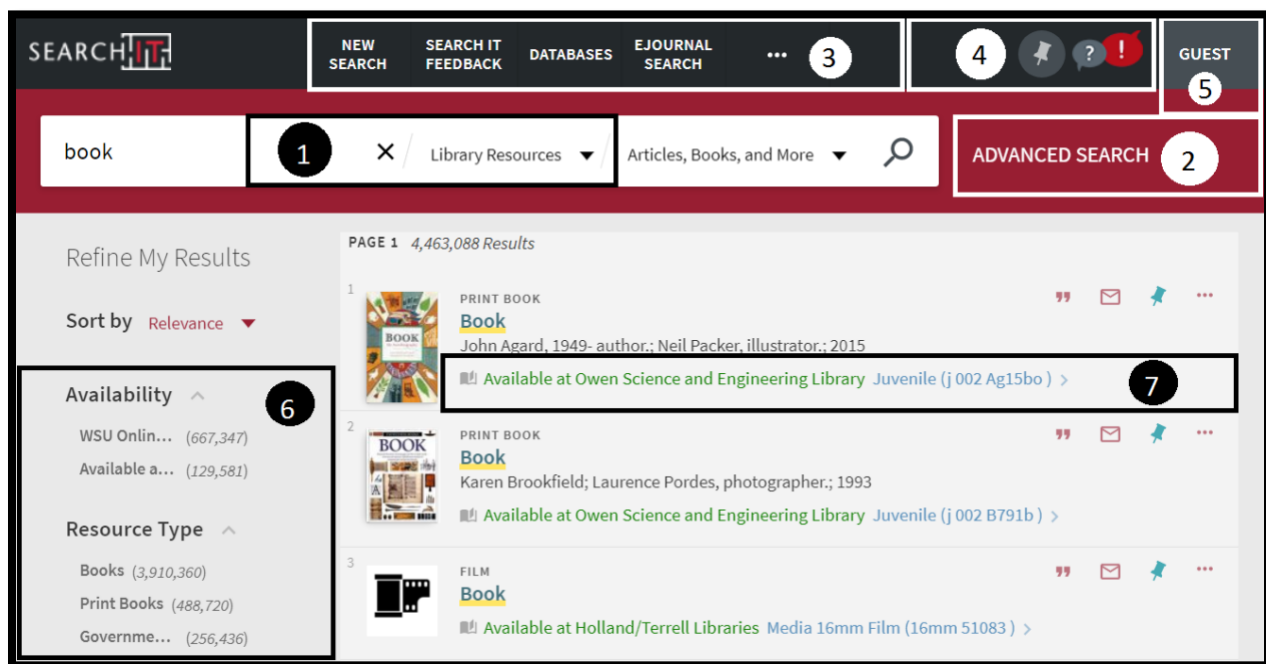 SEARCH IT
NEW SEARCH
SEARCH IT FEEDBACK
DATABASES
EJOURNAL SEARCH
•••
3
4
?
!
GUEST
5
book
1
×
/
Library Resources
/
Articles, Books, and More
ADVANCED SEARCH
2
Refine My Results
Sort by Relevance
Availability
6
WSU Onlin... (667,347)
Available a... (129,581)
Resource Type
Books (3,910,360)
Print Books (488,720)
Governme... (256,436)
PAGE 1 4,463,088 Results
1
BOOK
PRINT BOOK
Book
John Agard, 1949- author.; Neil Packer, illustrator.; 2015
Available at Owen Science and Engineering Library Juvenile (j 002 Ag15bo ) >
7
2
BOOK
PRINT BOOK
Book
Karen Brookfield; Laurence Pordes, photographer.; 1993
Available at Owen Science and Engineering Library Juvenile (j 002 B791b ) >
3
FILM
Book
Available at Holland/Terrell Libraries Media 16mm Film (16mm 51083 ) >